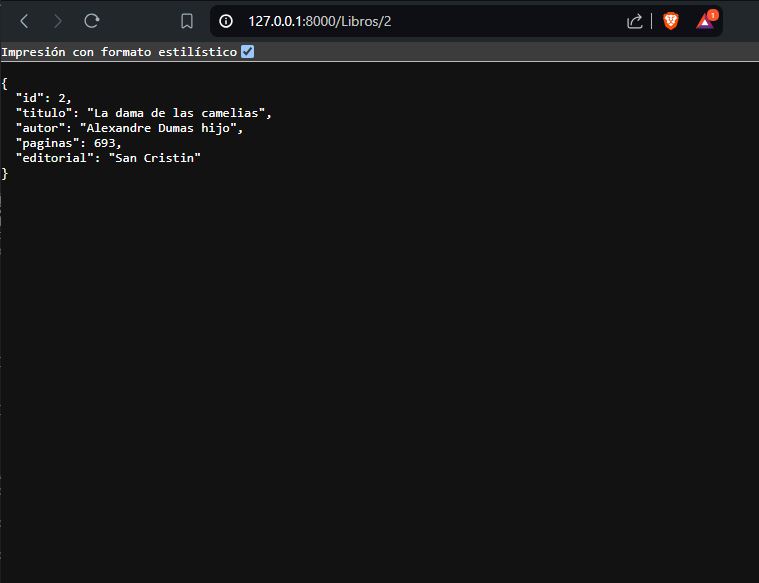 127.0.0.1:8000/Libros/2
1
Impresión con formato estilístico
{
  "id": 2,
  "titulo": "La dama de las camelias",
  "autor": "Alexandre Dumas hijo",
  "paginas": 693,
  "editorial": "San Cristin"
}